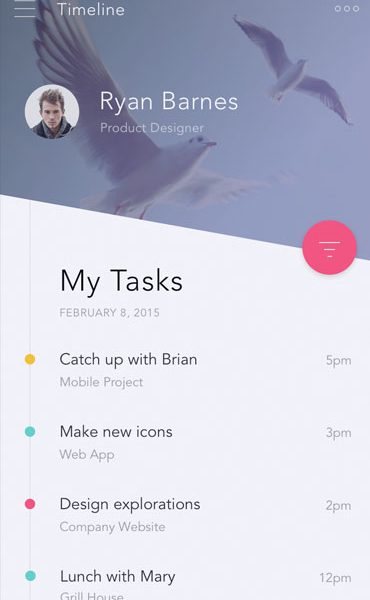 Timeline
Ryan Barnes
Product Designer
My Tasks
FEBRUARY 8, 2015
Catch up with Brian 5pm
Mobile Project
Make new icons 3pm
Web App
Design explorations 2pm
Company Website
Lunch with Mary 12pm
Grill House